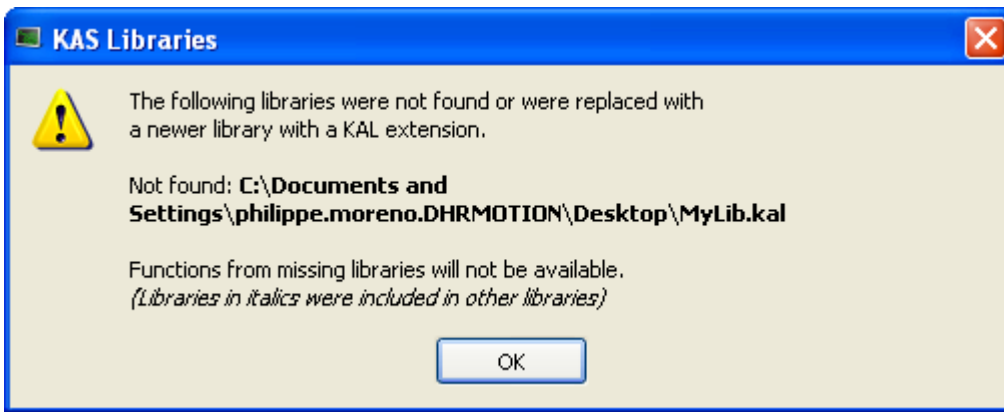 KAS Libraries
The following libraries were not found or were replaced with
a newer library with a KAL extension.
Not found: C:\Documents and
Settings\philippe.moreno.DHRMOTION\Desktop\MyLib.kal
Functions from missing libraries will not be available.
(Libraries in italics were included in other libraries)
OK